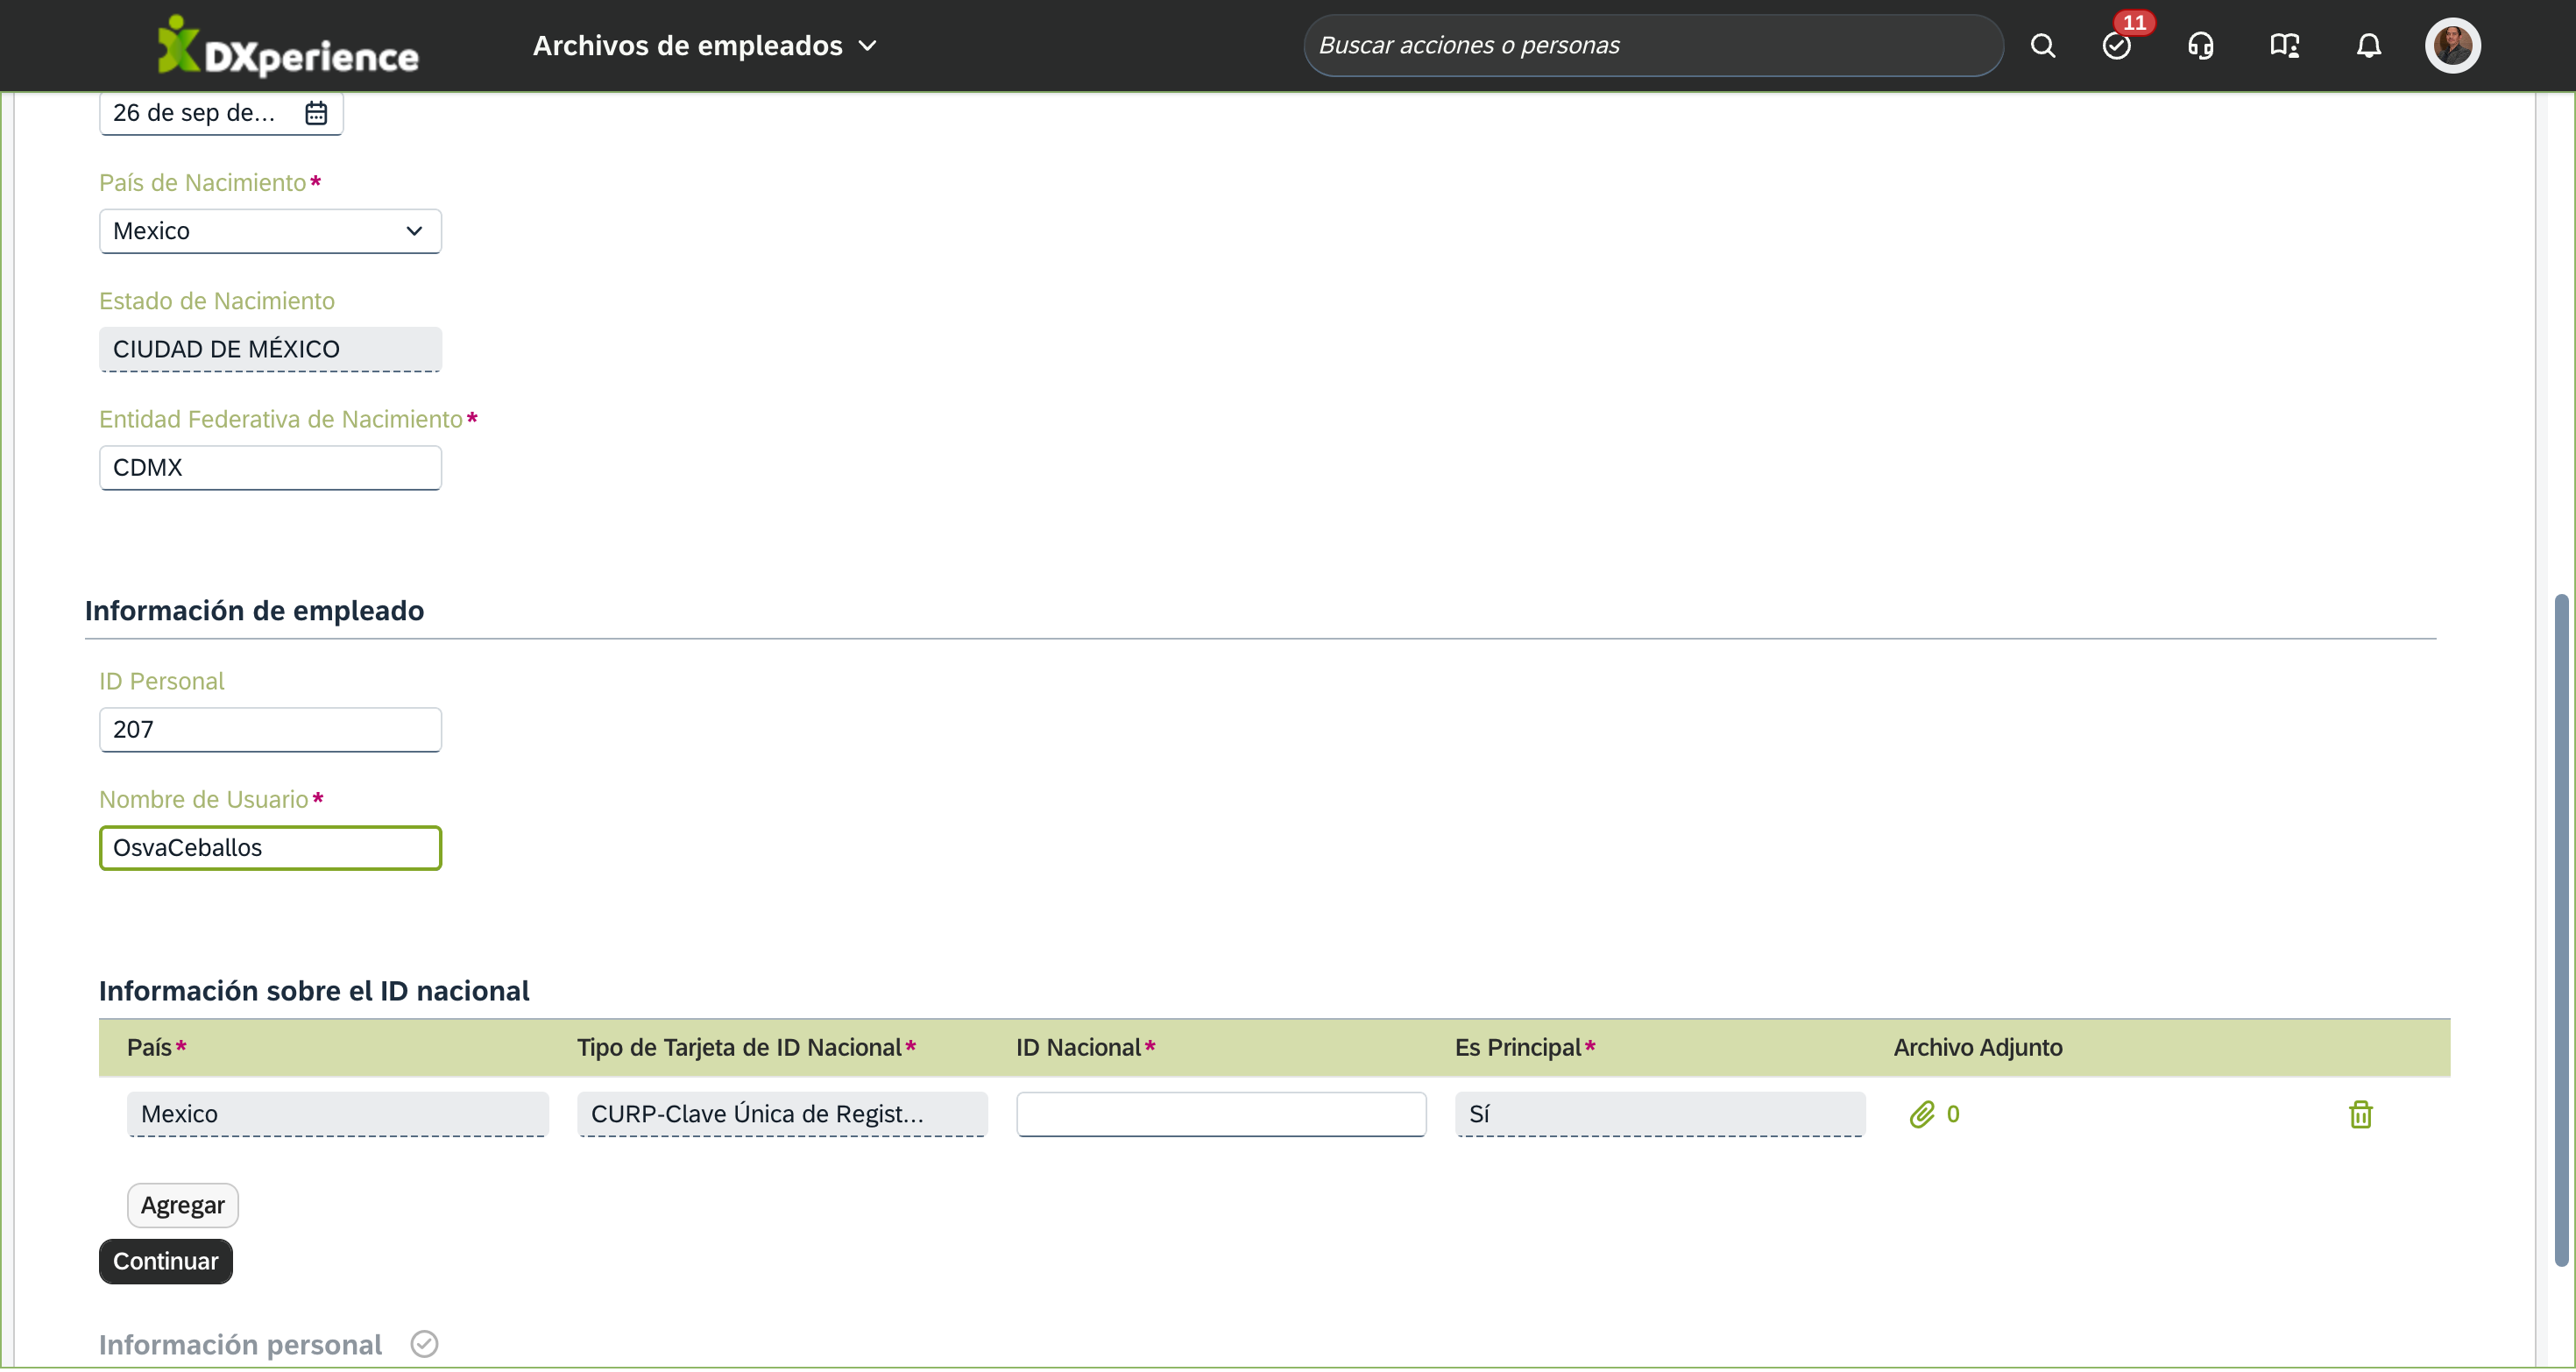 DXperience
Archivos de empleados
Buscar acciones o personas
11
26 de sep de...
País de Nacimiento*
Mexico
Estado de Nacimiento
CIUDAD DE MÉXICO
Entidad Federativa de Nacimiento*
CDMX
Información de empleado
ID Personal
207
Nombre de Usuario*
OsvaCeballos
Información sobre el ID nacional
País* Tipo de Tarjeta de ID Nacional* ID Nacional* Es Principal* Archivo Adjunto
Mexico CURP-Clave Única de Regist... Sí 0
Agregar
Continuar
Información personal